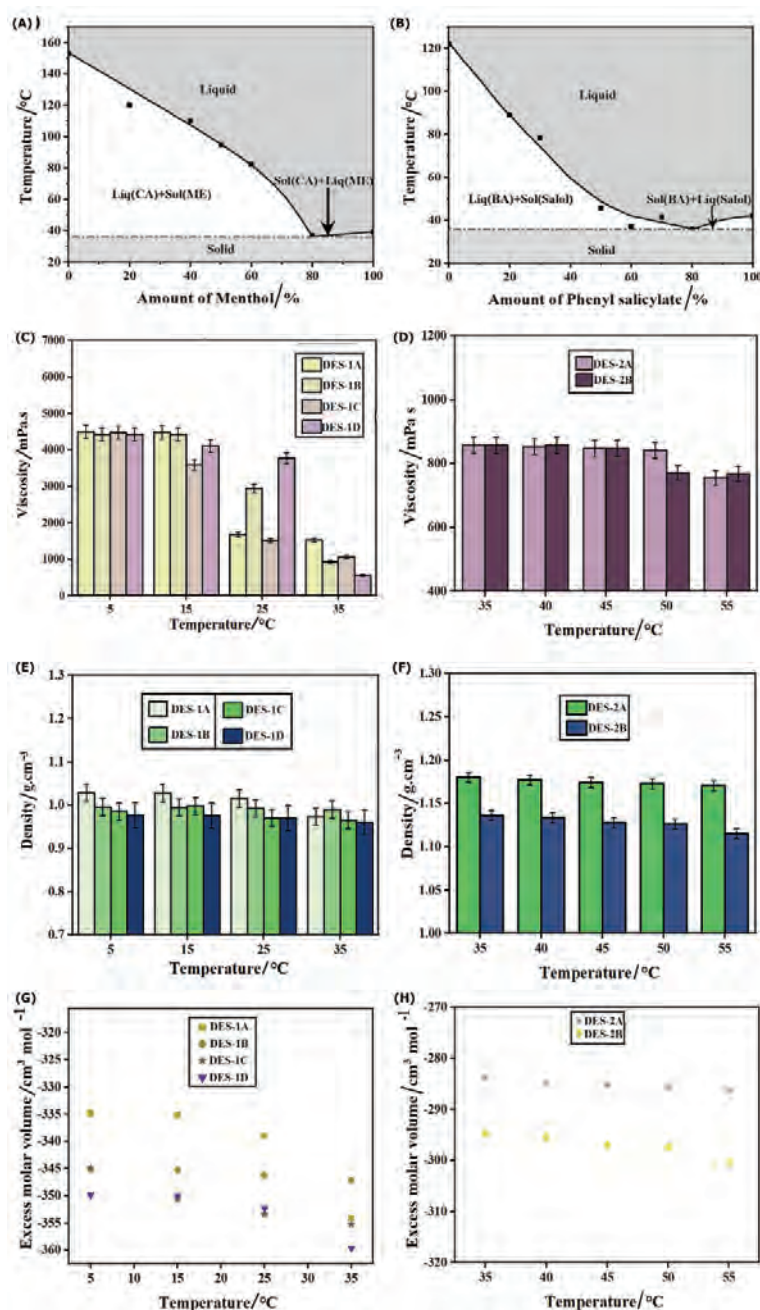 (A)
Temperature/°C
160
140
120
100
80
60
40
20
Liquid
Liq(CA)+Sol(ME)
Sol(CA)+Liq(ME)
Solid
0 20 40 60 80 100
Amount of Menthol/%
(B)
Temperature/°C
120
100
80
60
40
20
Liquid
Liq(BA)+Sol(Salol)
Sol(BA)+Liq(Salol)
Solid
0 20 40 60 80 100
Amount of Phenyl salicylate/%
(C)
Viscosity/mPa.s
7000
6000
5000
4000
3000
2000
1000
0
DES-1A
DES-1B
DES-1C
DES-1D
5 15 25 35
Temperature/°C
(D)
Viscosity/mPa s
1200
1000
800
600
400
DES-2A
DES-2B
35 40 45 50 55
Temperature/°C
(E)
Density/g.cm⁻³
1.3
1.2
1.1
1.0
0.9
0.8
0.7
DES-1A DES-1C
DES-1B DES-1D
5 15 25 35
Temperature/°C
(F)
Density/g.cm⁻³
1.30
1.25
1.20
1.15
1.10
1.05
1.00
DES-2A
DES-2B
35 40 45 50 55
Temperature/°C
(G)
Excess molar volume/cm³ mol⁻¹
-320
-325
-330
-335
-340
-345
-350
-355
-360
DES-1A
DES-1B
DES-1C
DES-1D
5 10 15 20 25 30 35
Temperature/°C
(H)
Excess molar volume/cm³ mol⁻¹
-270
-280
-290
-300
-310
-320
DES-2A
DES-2B
35 40 45 50 55
Temperature/°C